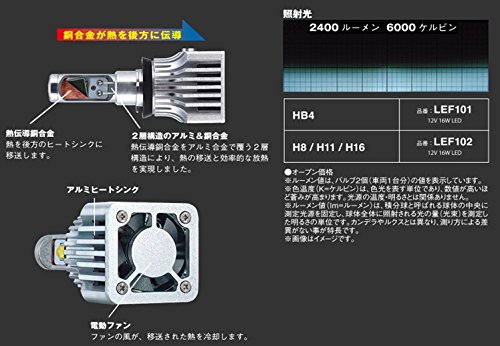 銅合金が熱を後方に伝導
熱伝導銅合金
後方のヒートシンクに
移送します。
2層構造のアルミ&銅合金
熱伝導銅合金をアルミ合金で覆う2層
構造により、熱の移送と効率的な放熱
を実現しました。
アルミヒートシンク
電動ファン
ファンの風が、移送された熱を冷却します。
照射光
2400 ルーメン 6000 ケルビン
HB4
品番:LEF101
12V 16W LED
H8 / H11 / H16
品番:LEF102
12V 16W LED
●オープン価格
※ルーメン値は、バルブ2個(車両1台分)の値を表示しています。
※色温度(K=ケルビン)は、色光を表す単位であり、数値が高いほ
ど蒼みが高まります。光源の温度・明るさとは関係ありません。
※ルーメン値(lm=ルーメン)は、積分球と呼ばれる球体の中央に
測定光源を固定し、球体全体に照射される光の量(光束)を測定し
た明るさの単位です。カンデラやルクスとは異なり、測り方による差
異がない事が特長です。
※イメージ図のため、実物とは多少異なります。